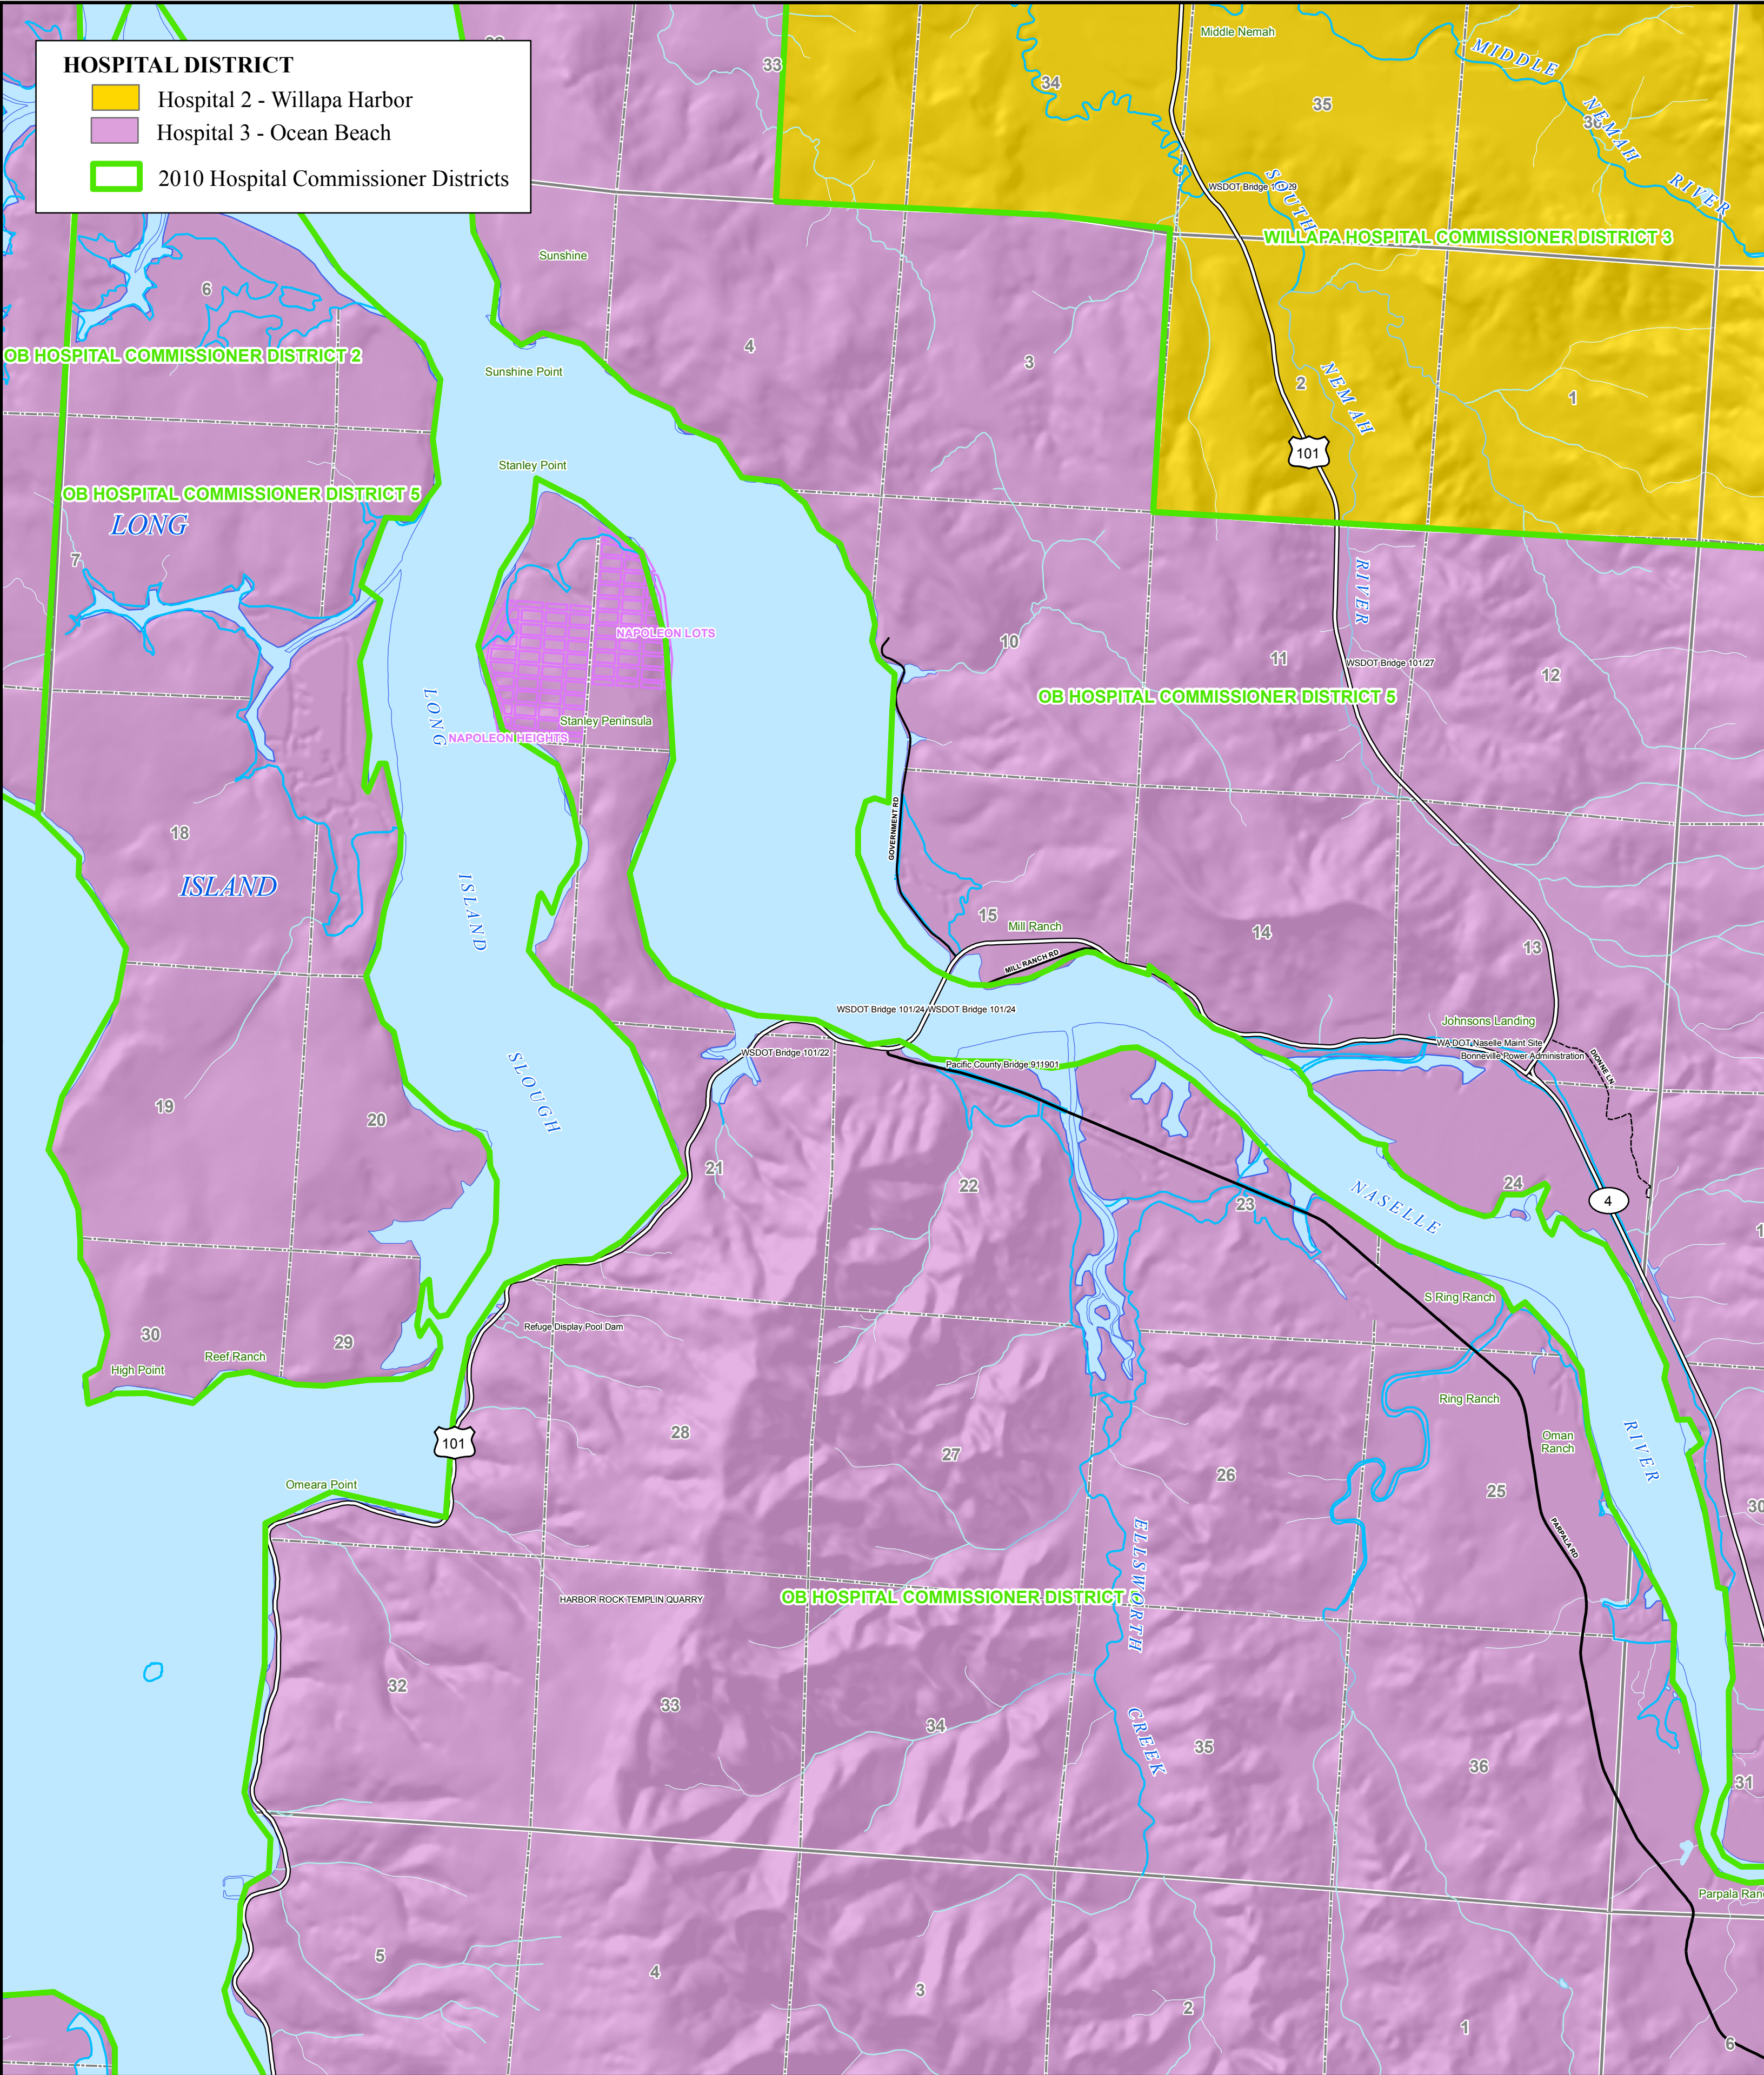 HOSPITAL DISTRICT
Hospital 2 - Willapa Harbor
Hospital 3 - Ocean Beach
2010 Hospital Commissioner Districts
Middle Nemah
MIDDLE
NEMAH
RIVER
33
34
35
36
WSDOT Bridge 101/29
SOUTH
WILLAPA HOSPITAL COMMISSIONER DISTRICT 3
Sunshine
6
OB HOSPITAL COMMISSIONER DISTRICT 2
Sunshine Point
4
3
2
1
NEMAH
101
Stanley Point
OB HOSPITAL COMMISSIONER DISTRICT 5
LONG
7
RIVER
NAPOLEON LOTS
10
11
WSDOT Bridge 101/27
12
OB HOSPITAL COMMISSIONER DISTRICT 5
LONG
Stanley Peninsula
NAPOLEON HEIGHTS
GOVERNMENT RD
18
ISLAND
ISLAND
15
Mill Ranch
14
13
MILL RANCH RD
WSDOT Bridge 101/24
WSDOT Bridge 101/24
Johnsons Landing
WA DOT Naselle Maint Site
Bonneville Power Administration
DIONNE LN
WSDOT Bridge 101/22
Pacific County Bridge 911901
SLOUGH
19
20
21
22
23
24
4
NASELLE
S Ring Ranch
30
29
Refuge Display Pool Dam
High Point
Reef Ranch
Ring Ranch
Oman
Ranch
RIVER
101
28
27
26
25
30
Omeara Point
PARPALA RD
ELLSWORTH
HARBOR ROCK TEMPLIN QUARRY
OB HOSPITAL COMMISSIONER DISTRICT
32
33
34
CREEK
35
36
31
Parpala Ran
5
4
3
2
1
6